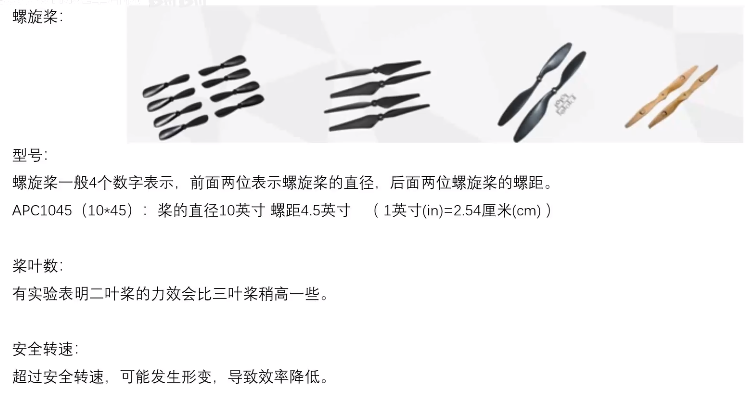 螺旋桨：
型号：
螺旋桨一般4个数字表示，前面两位表示螺旋桨的直径，后面两位螺旋桨的螺距。
APC1045（10*45）：桨的直径10英寸 螺距4.5英寸 （ 1英寸(in)=2.54厘米(cm) ）
桨叶数：
有实验表明二叶桨的力效会比三叶桨稍高一些。
安全转速：
超过安全转速，可能发生形变，导致效率降低。